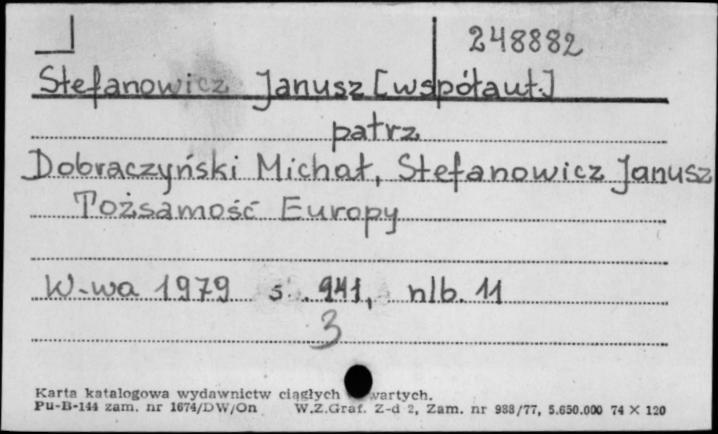 248882
Stefanowicz Janusz [współaut.]
patrz
Dobraczyński Michał, Stefanowicz Janusz
Tożsamość Europy
W-wa 1979 s. 941, nlb. 11
3
Karta katalogowa wydawnictw ciągłych wartych.
Pu-B-144 zam. nr 1674/DW/On W.Z.Graf. Z-d 2, Zam. nr 988/77, 5.650.000 74 X 120